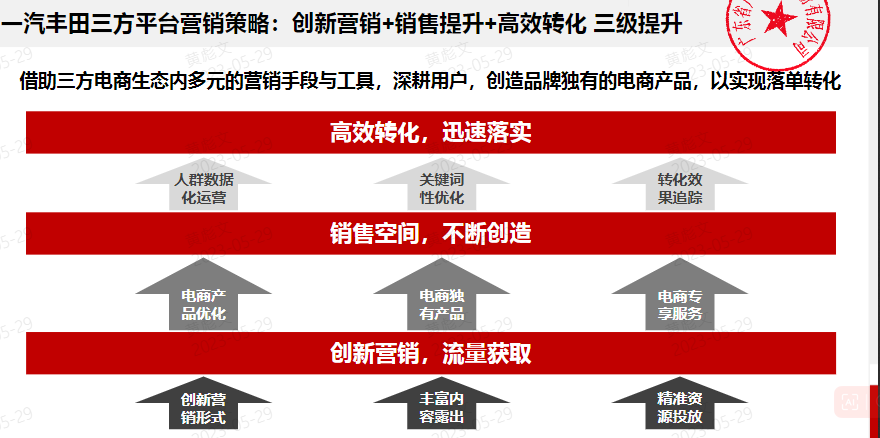 一汽丰田三方平台营销策略：创新营销+销售提升+高效转化 三级提升
借助三方电商生态内多元的营销手段与工具，深耕用户，创造品牌独有的电商产品，以实现落单转化
高效转化，迅速落实
人群数据
化运营
关键词
性优化
转化效
果追踪
销售空间，不断创造
电商产
品优化
电商独
有产品
电商专
享服务
创新营销，流量获取
创新营
销形式
丰富内
容露出
精准资
源投放